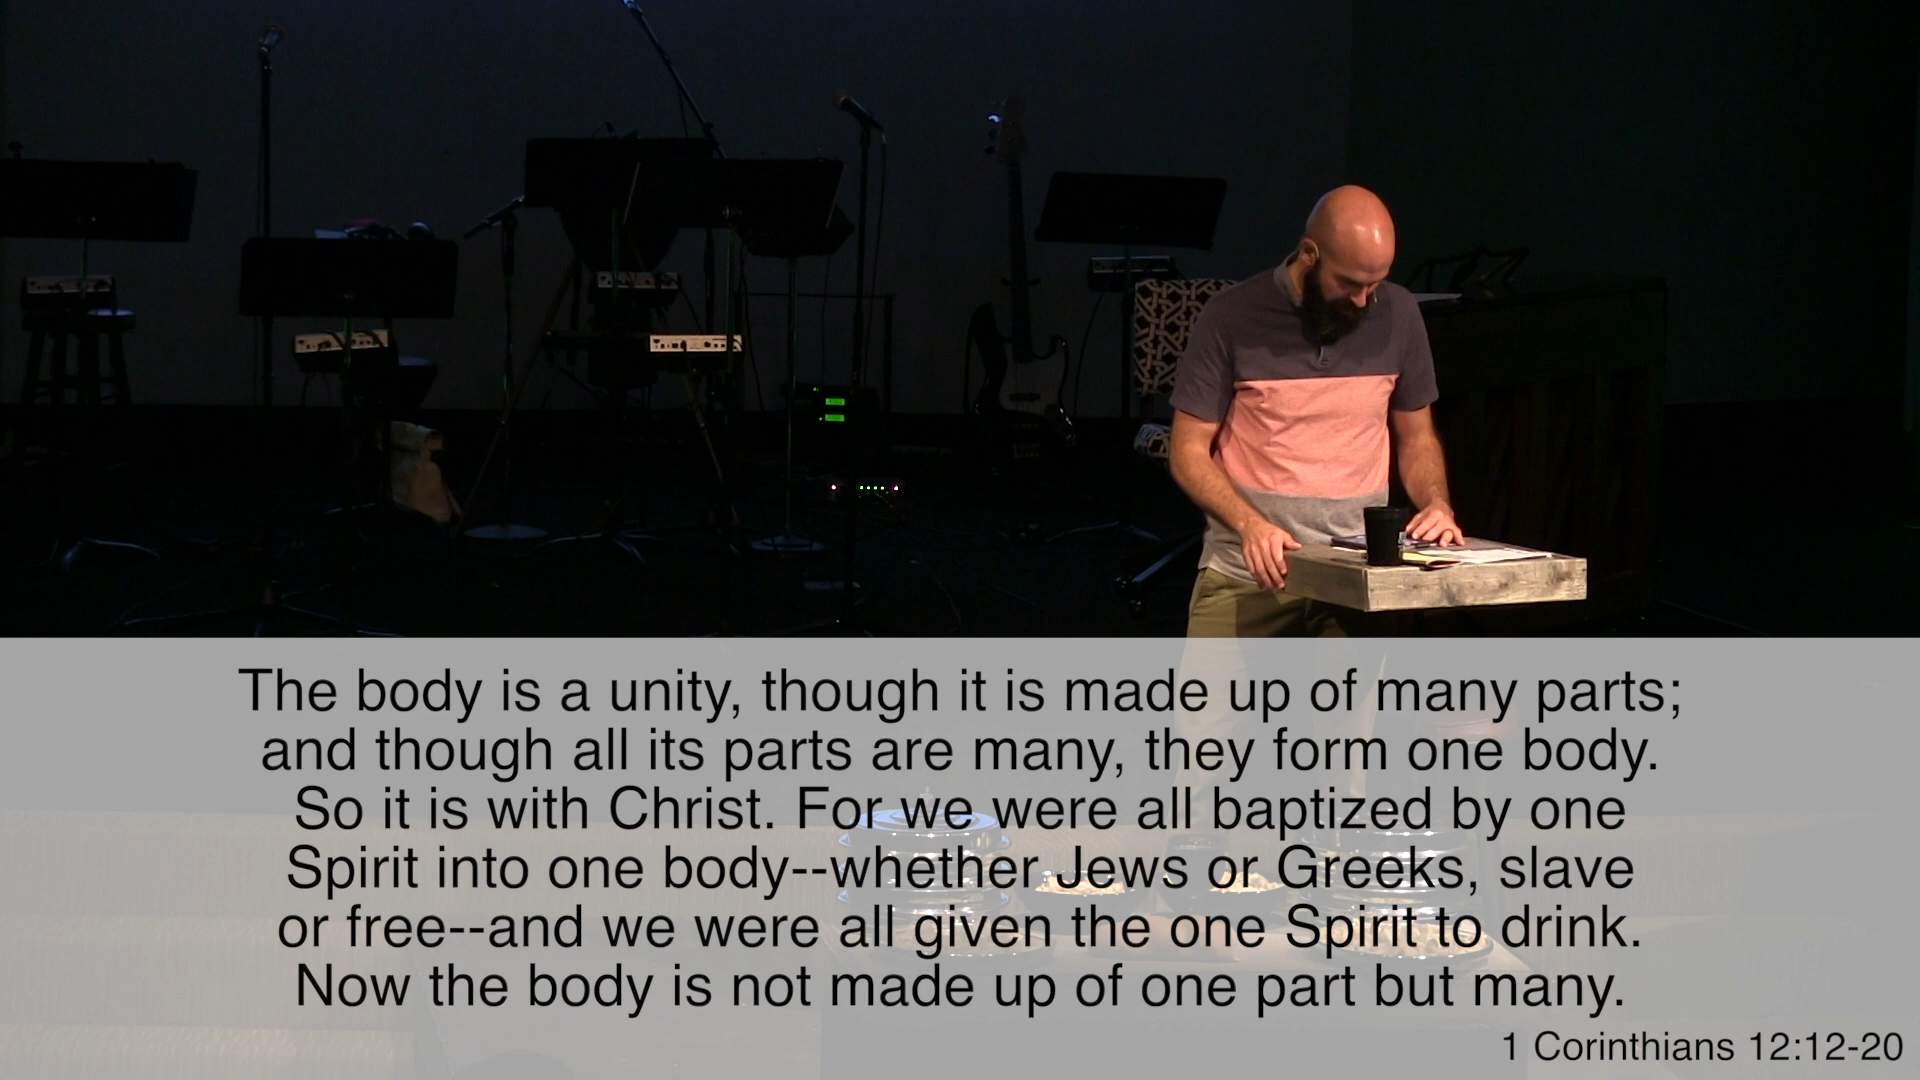 The body is a unity, though it is made up of many parts;
and though all its parts are many, they form one body.
So it is with Christ. For we were all baptized by one
Spirit into one body--whether Jews or Greeks, slave
or free--and we were all given the one Spirit to drink.
Now the body is not made up of one part but many.
1 Corinthians 12:12-20